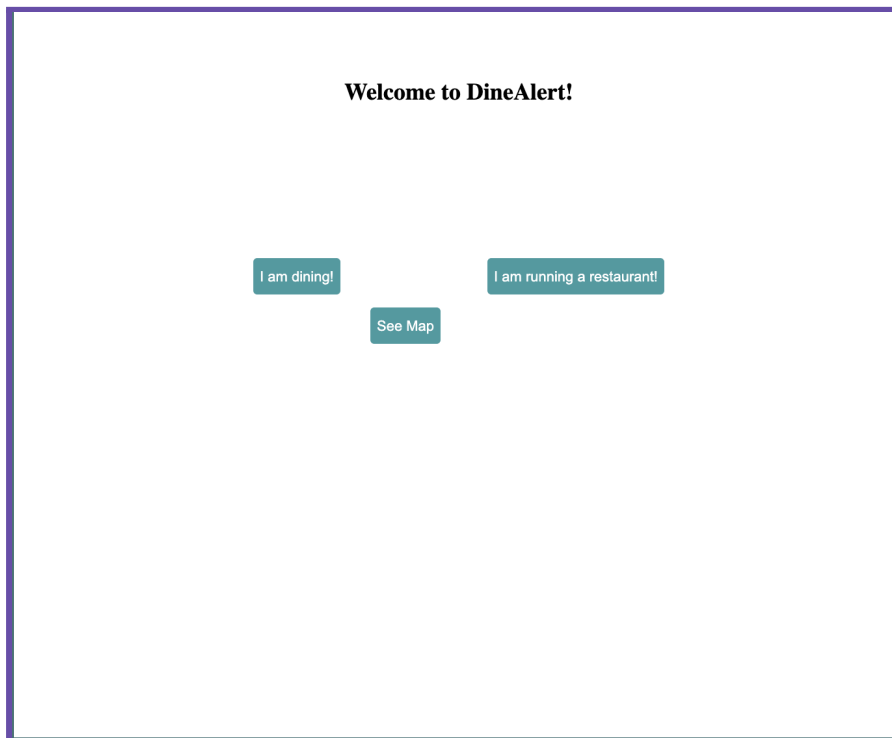 Welcome to DineAlert!
I am dining!
I am running a restaurant!
See Map